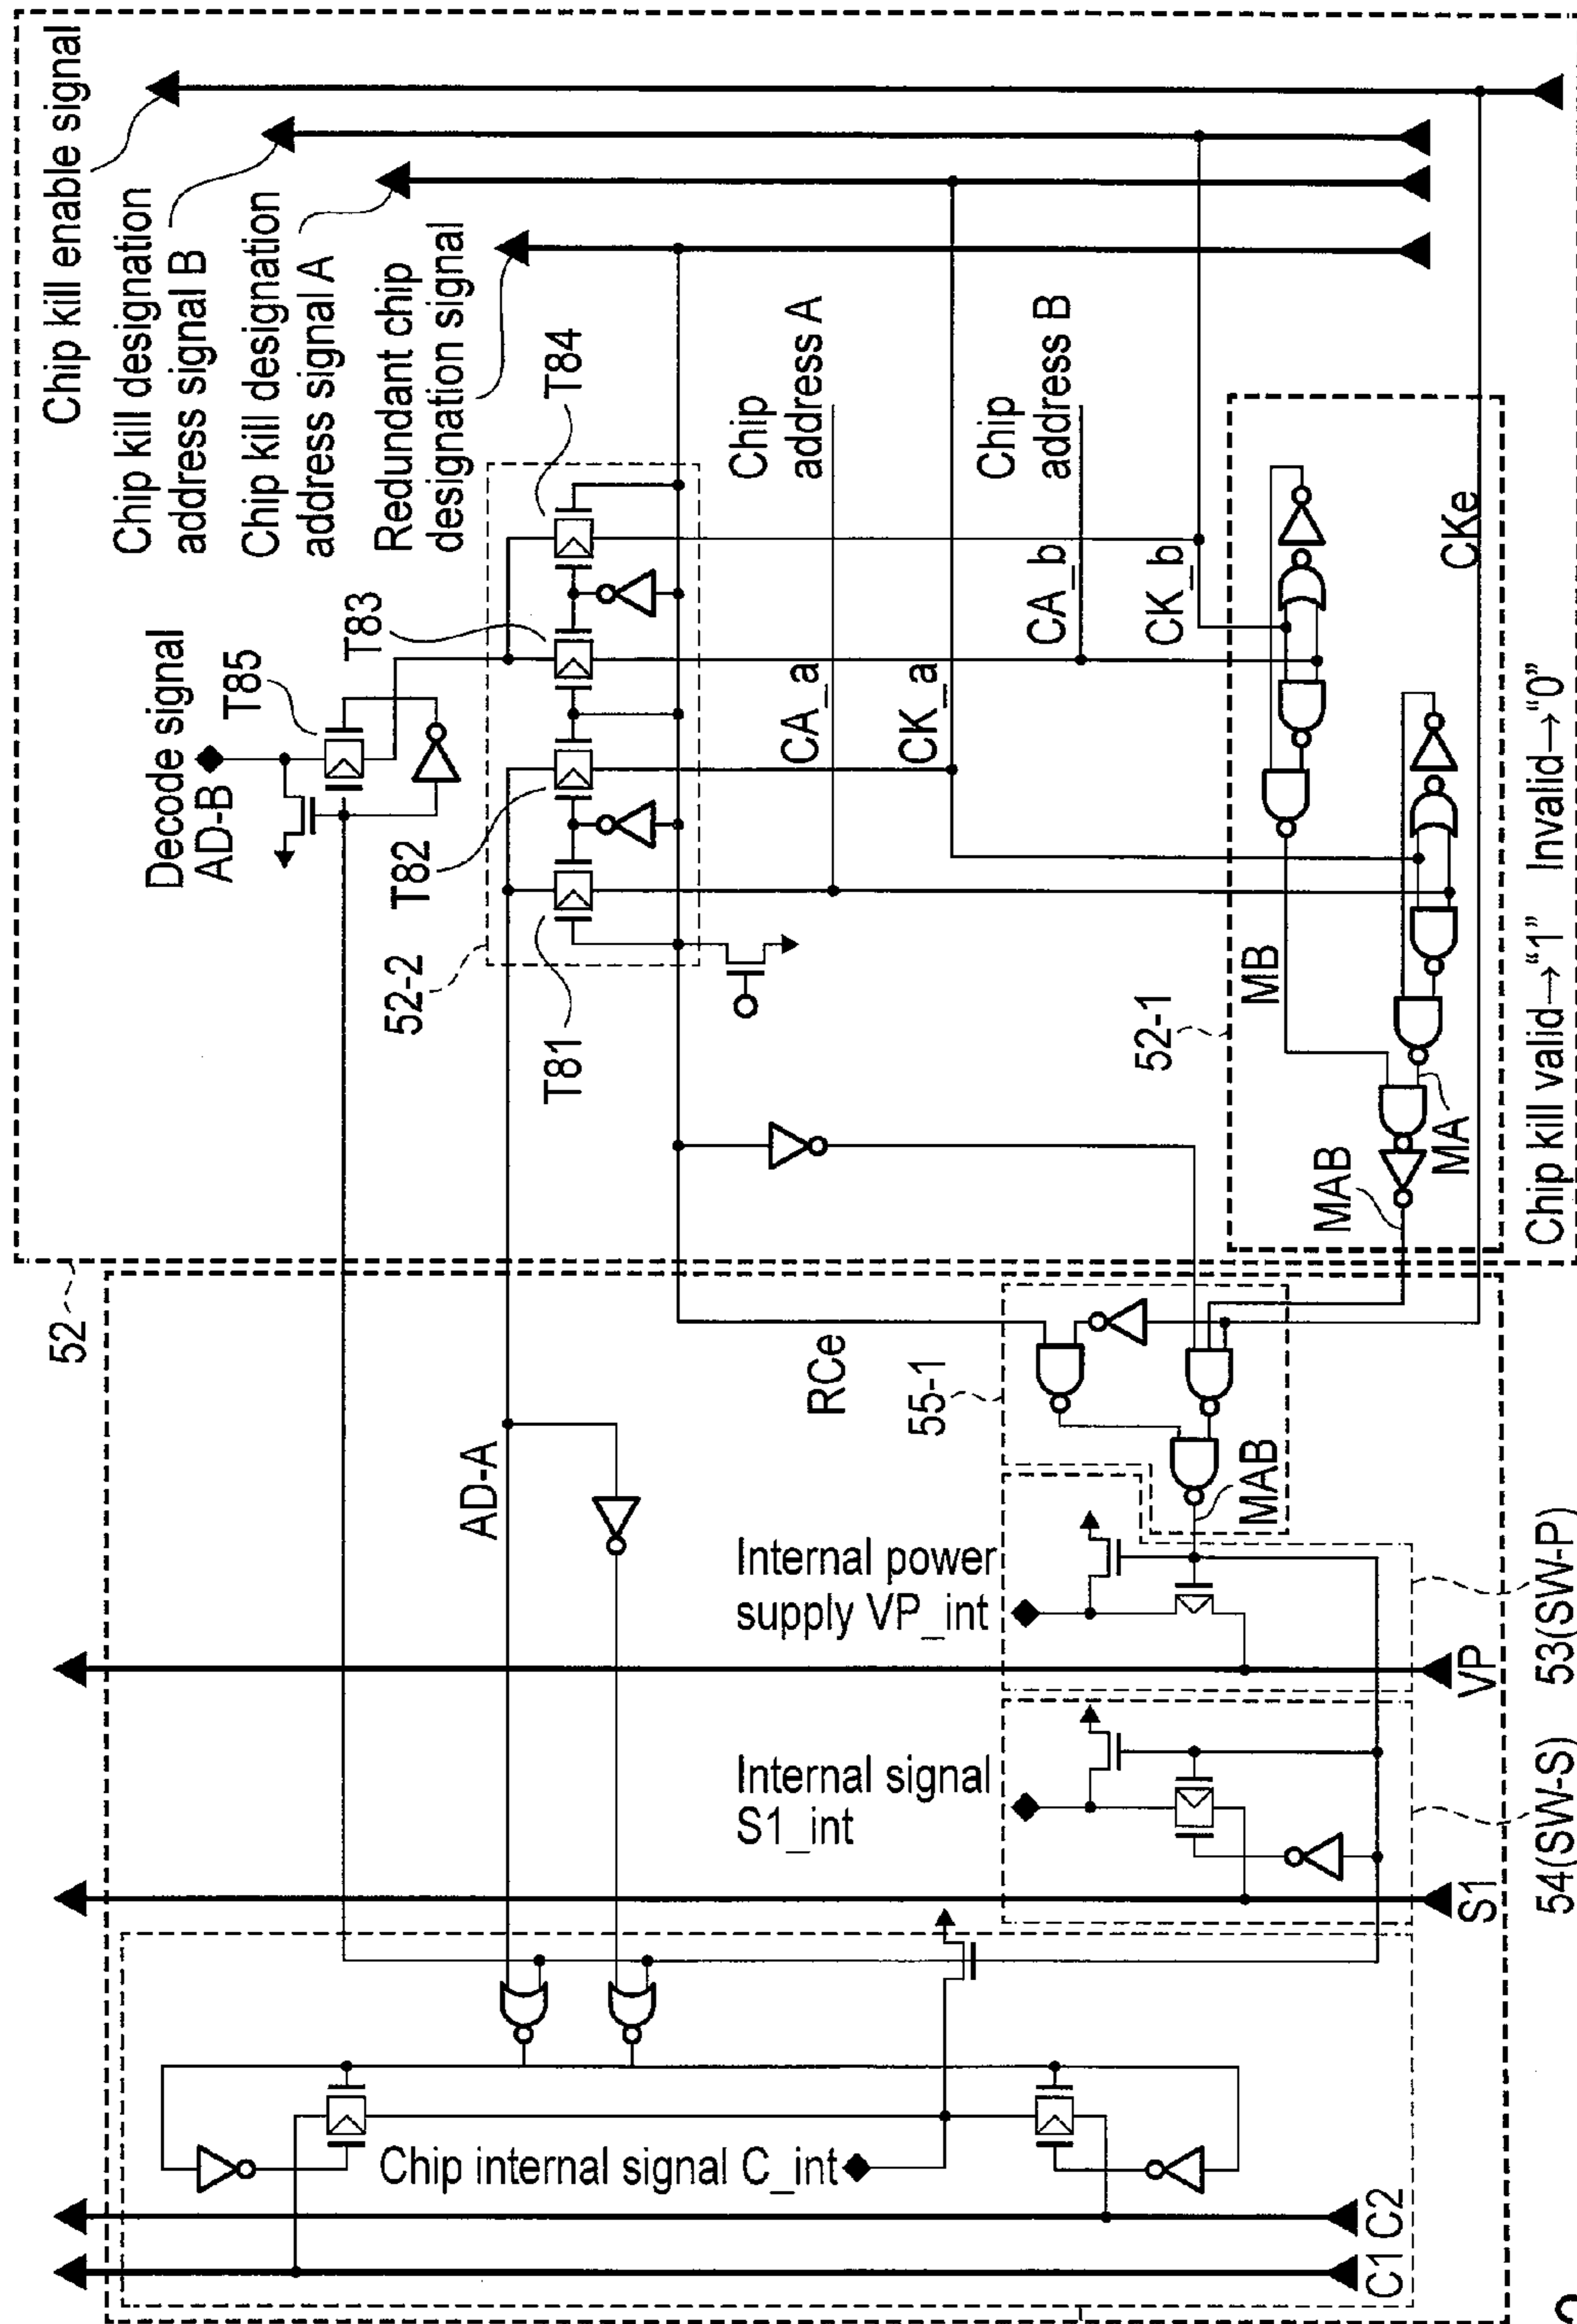 52
Chip kill enable signal
Chip kill designation
address signal B
Chip kill designation
address signal A
Redundant chip
designation signal
Decode signal
AD-B
T85
T83
T84
T82
T81
52-2
Chip
address A
CA_a
CK_a
Chip
address B
CA_b
CK_b
CKe
52-1
MB
MA
MAB
Chip kill valid→“1” Invalid→“0”
AD-A
RCe
55-1
MAB
Internal power
supply VP_int
VP
53(SW-P)
Internal signal
S1_int
S1
54(SW-S)
Chip internal signal C_int
C1
C2